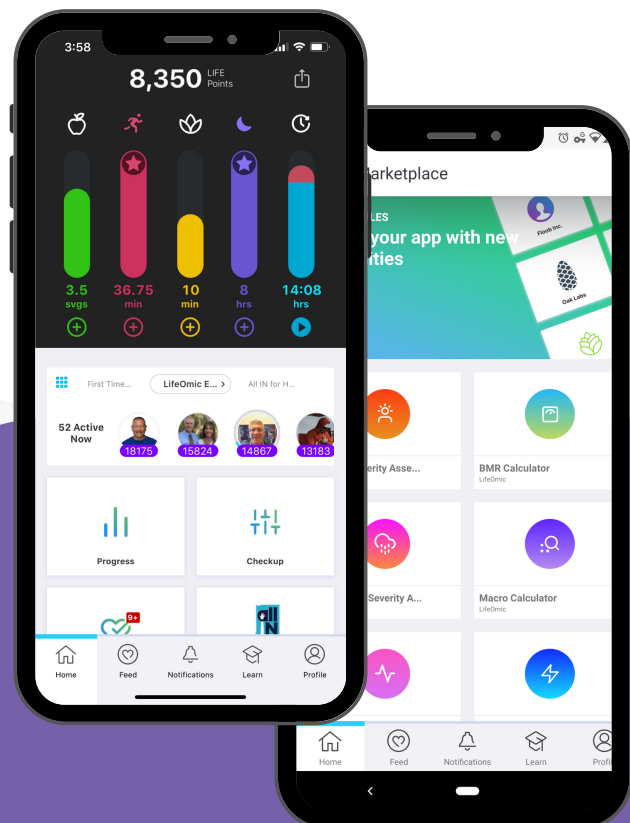 3:58
8,350 LIFE
Points
3.5
svgs
36.75
min
10
min
8
hrs
14:08
hrs
First Time...
LifeOmic E... >
All IN for H...
52 Active
Now
18175
15824
14867
13183
Progress
Checkup
9+
all
IN
Home
Feed
Notifications
Learn
Profile
arketplace
LES
your app with new
ities
Floob Inc.
Oak Labs
erity Asse...
BMR Calculator
LifeOmic
Severity A...
Macro Calculator
LifeOmic
Home
Feed
Notifications
Learn
Profi